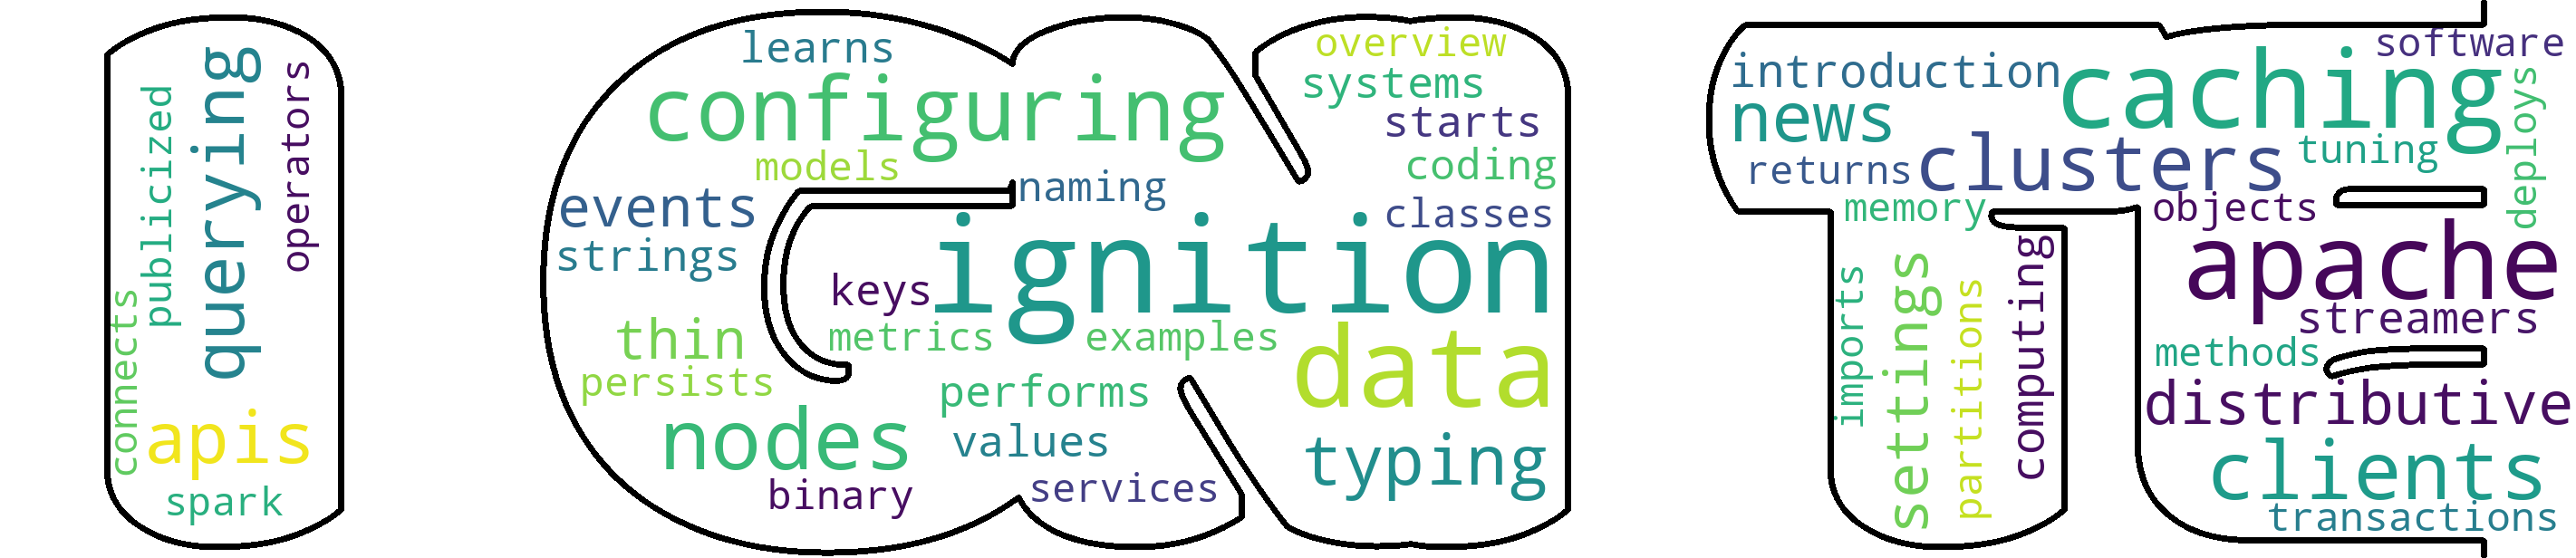 connects
publicized
querying
operators
apis
spark
learns
configuring
models
events
strings
naming
ignition
keys
metrics
examples
thin
persists
nodes
binary
performs
values
services
overview
systems
starts
coding
classes
data
typing
introduction
news
returns
clusters
caching
software
tuning
deploys
memory
objects
apache
streamers
methods
distributive
clients
transactions
imports
settings
partitions
computing